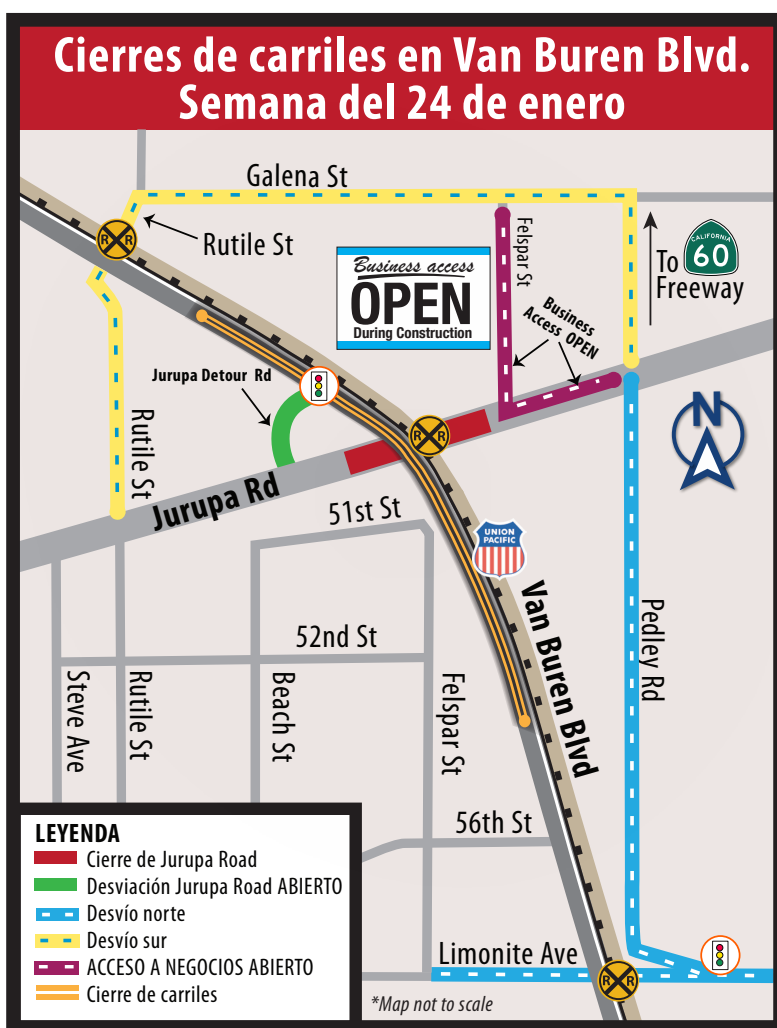 Cierres de carriles en Van Buren Blvd.
Semana del 24 de enero
Galena St
Rutile St
R R
Business access
OPEN
During Construction
Felspar St
Business
Access OPEN
To
Freeway
CALIFORNIA
60
Jurupa Detour Rd
Rutile St
Jurupa Rd
R R
N
51st St
UNION
PACIFIC
Van Buren Blvd
Pedley Rd
52nd St
Steve Ave
Rutile St
Beach St
Felspar St
56th St
Limonite Ave
R R
*Map not to scale
LEYENDA
Cierre de Jurupa Road
Desviación Jurupa Road ABIERTO
Desvío norte
Desvío sur
ACCESO A NEGOCIOS ABIERTO
Cierre de carriles